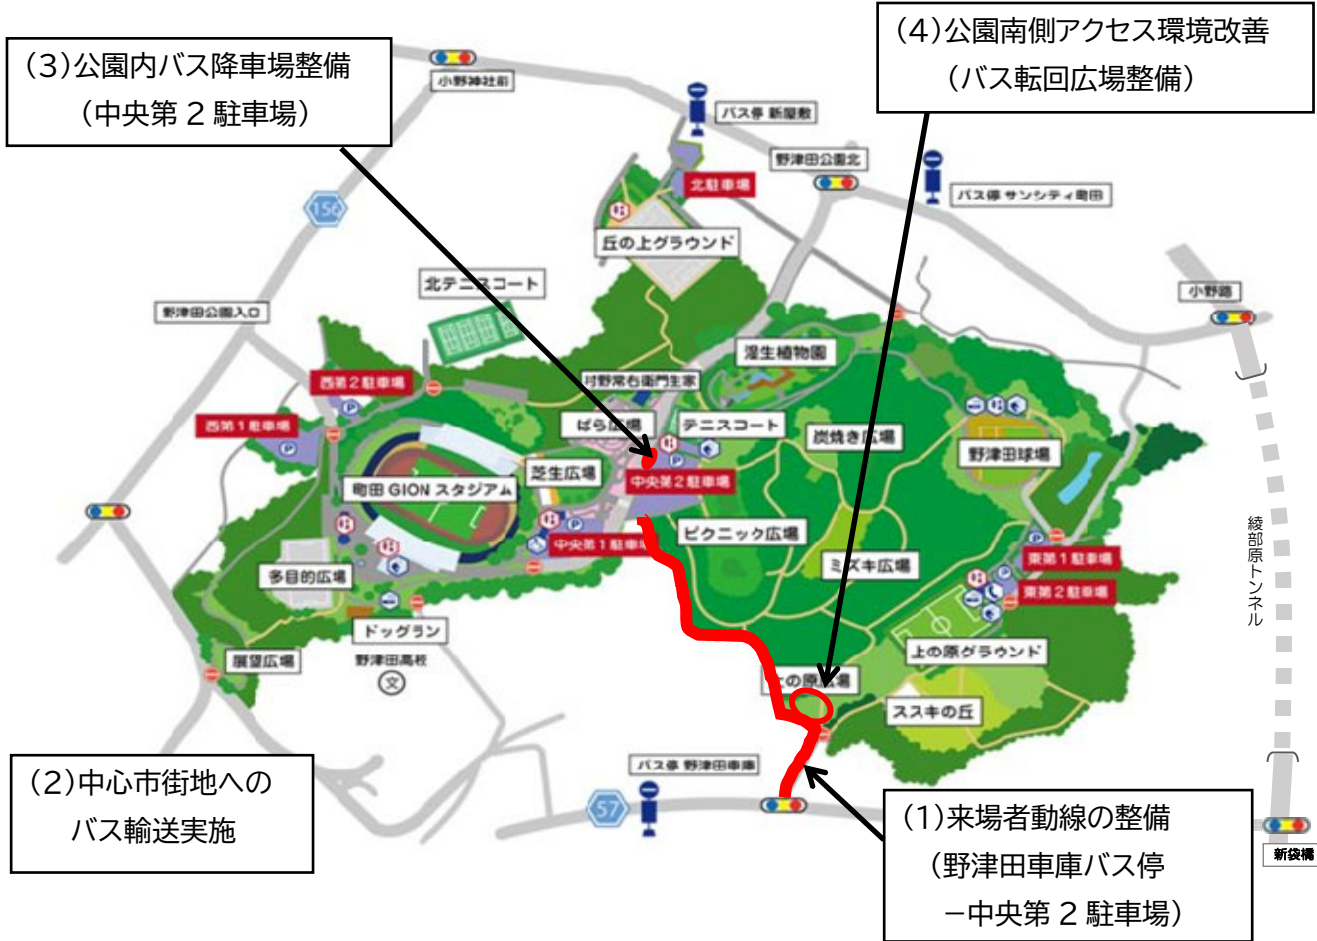 (4)公園南側アクセス環境改善
(バス転回広場整備)
(3)公園内バス降車場整備
(中央第2駐車場)
小野神社前
バス停 新屋敷
野津田公園北
バス停 サンシティ町田
北駐車場
156
丘の上グラウンド
北テニスコート
小野路
野津田公園入口
湿生植物園
村野常右衛門生家
西第2駐車場
P
西第1駐車場
P
ばら広場
テニスコート
炭焼き広場
野津田球場
P
芝生広場
中央第2駐車場
町田GIONスタジアム
P
ピクニック広場
中央第1駐車場
綾部原トンネル
P
東第1駐車場
ミズキ広場
多目的広場
P
東第2駐車場
ドッグラン
上の原グラウンド
展望広場
野津田高校
文
上の原広場
ススキの丘
(2)中心市街地への
バス輸送実施
バス停 野津田車庫
57
(1)来場者動線の整備
(野津田車庫バス停
−中央第2駐車場)
新袋橋